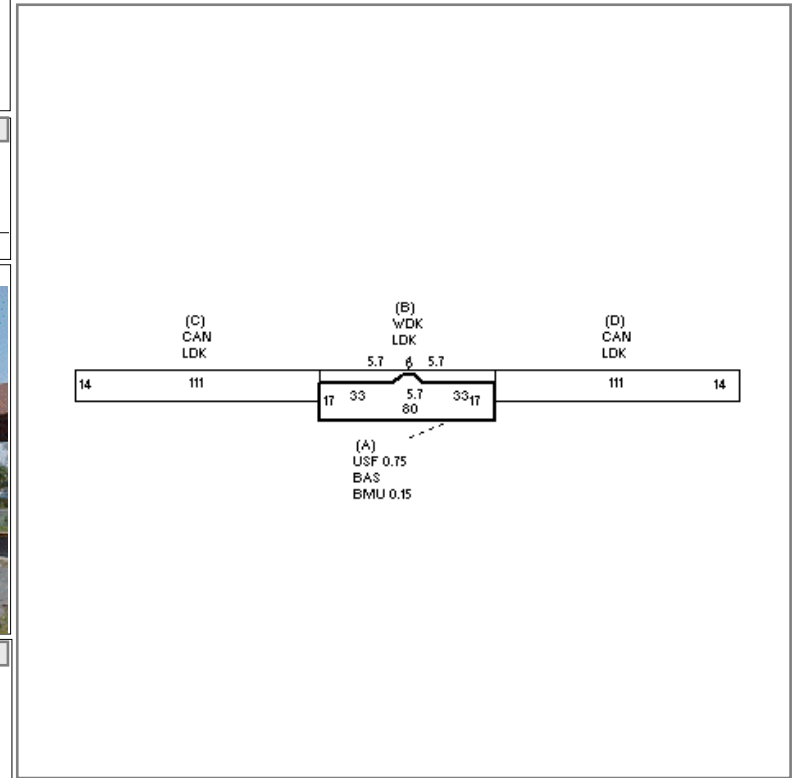 (C)
CAN
LDK
(B)
WDK
LDK
(D)
CAN
LDK
5.7 6 5.7
14 111 111 14
17 33 5.7 33 17
80
(A)
USF 0.75
BAS
BMU 0.15